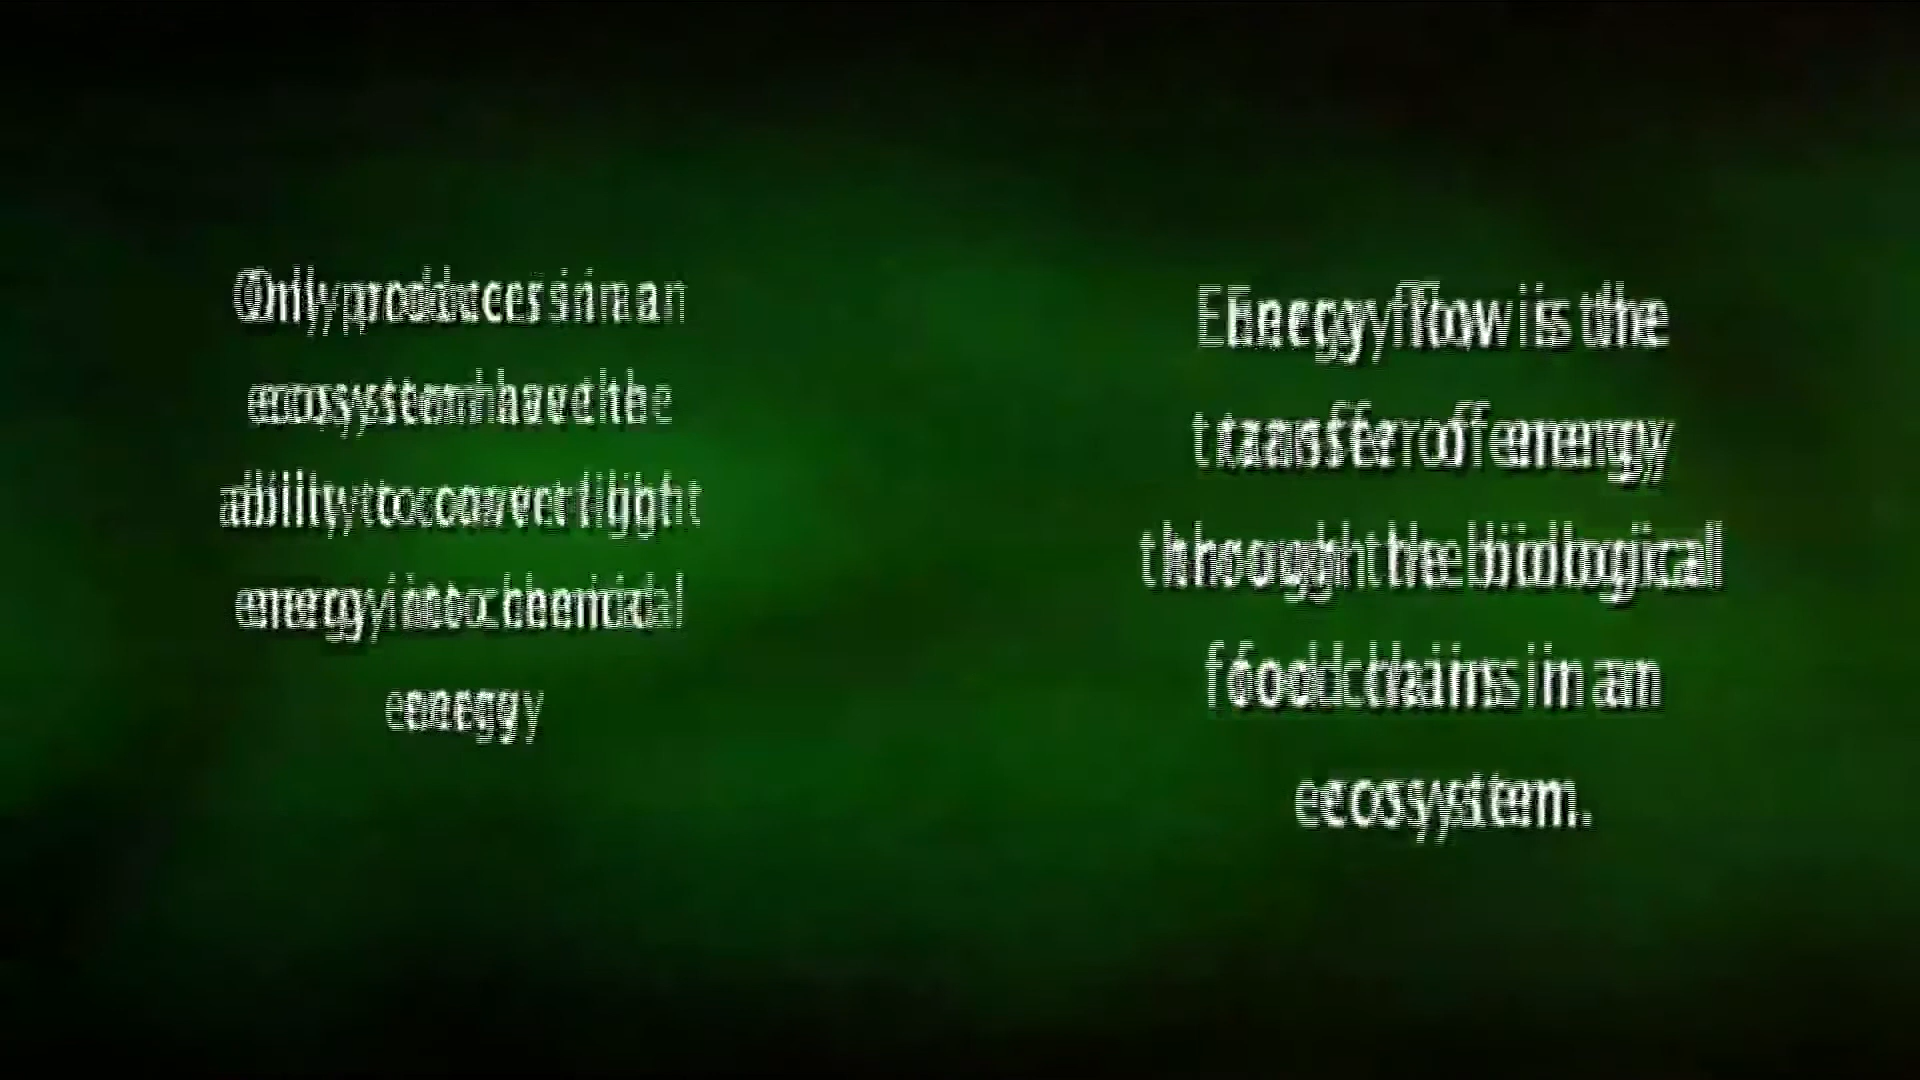 Only producers in an
ecosystem have the
ability to convert light
energy into chemical
energy
Energy flow is the
transfer of energy
through the biological
food chains in an
ecosystem.